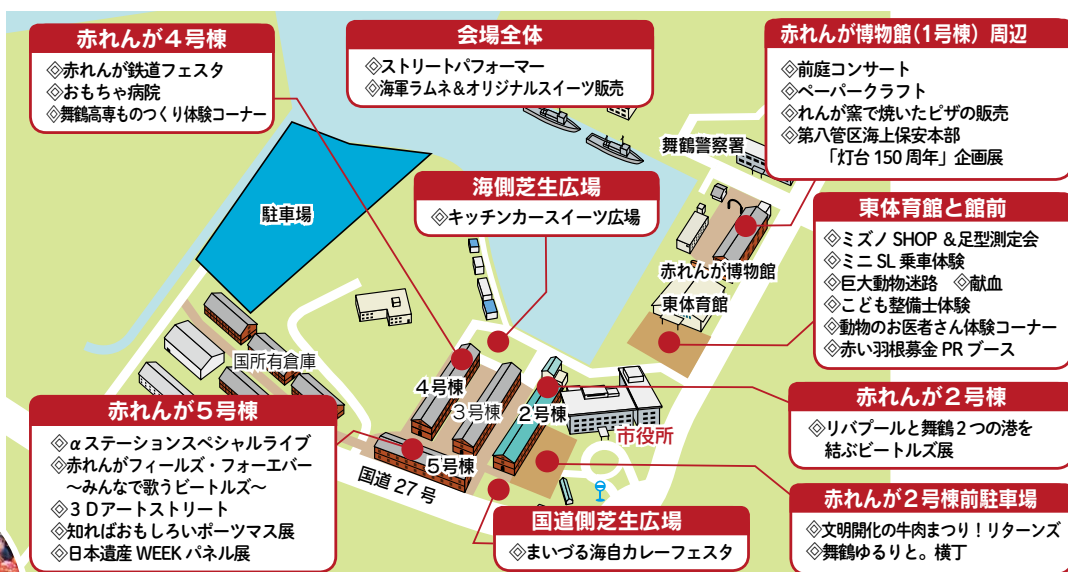 赤れんが４号棟
◇赤れんが鉄道フェスタ
◇おもちゃ病院
◇舞鶴高専ものつくり体験コーナー
会場全体
◇ストリートパフォーマー
◇海軍ラムネ＆オリジナルスイーツ販売
赤れんが博物館（1号棟）周辺
◇前庭コンサート
◇ペーパークラフト
◇れんが窯で焼いたピザの販売
◇第八管区海上保安本部
「灯台 150 周年」企画展
海側芝生広場
◇キッチンカースイーツ広場
東体育館と館前
◇ミズノ SHOP ＆足型測定会
◇ミニ SL 乗車体験
◇巨大動物迷路　◇献血
◇こども整備士体験
◇動物のお医者さん体験コーナー
◇赤い羽根募金 PR ブース
赤れんが２号棟
◇リバプールと舞鶴２つの港を
結ぶビートルズ展
赤れんが２号棟前駐車場
◇文明開化の牛肉まつり！リターンズ
◇舞鶴ゆるりと。横丁
国道側芝生広場
◇まいづる海自カレーフェスタ
赤れんが５号棟
◇αステーションスペシャルライブ
◇赤れんがフィールズ・フォーエバー
～みんなで歌うビートルズ～
◇３Ｄアートストリート
◇知ればおもしろいポーツマス展
◇日本遺産 WEEK パネル展
舞鶴警察署
駐車場
赤れんが博物館
東体育館
国所有倉庫
４号棟
３号棟
２号棟
市役所
５号棟
国道 27 号